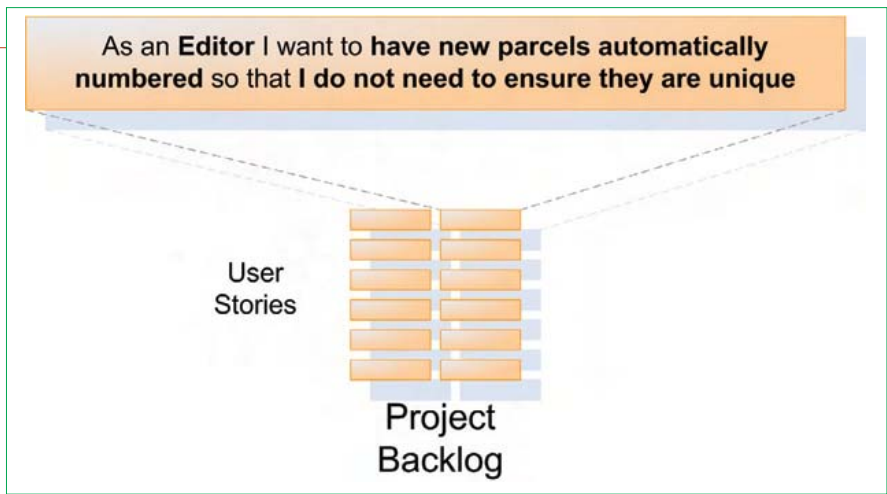 As an Editor I want to have new parcels automatically
numbered so that I do not need to ensure they are unique
User
Stories
Project
Backlog